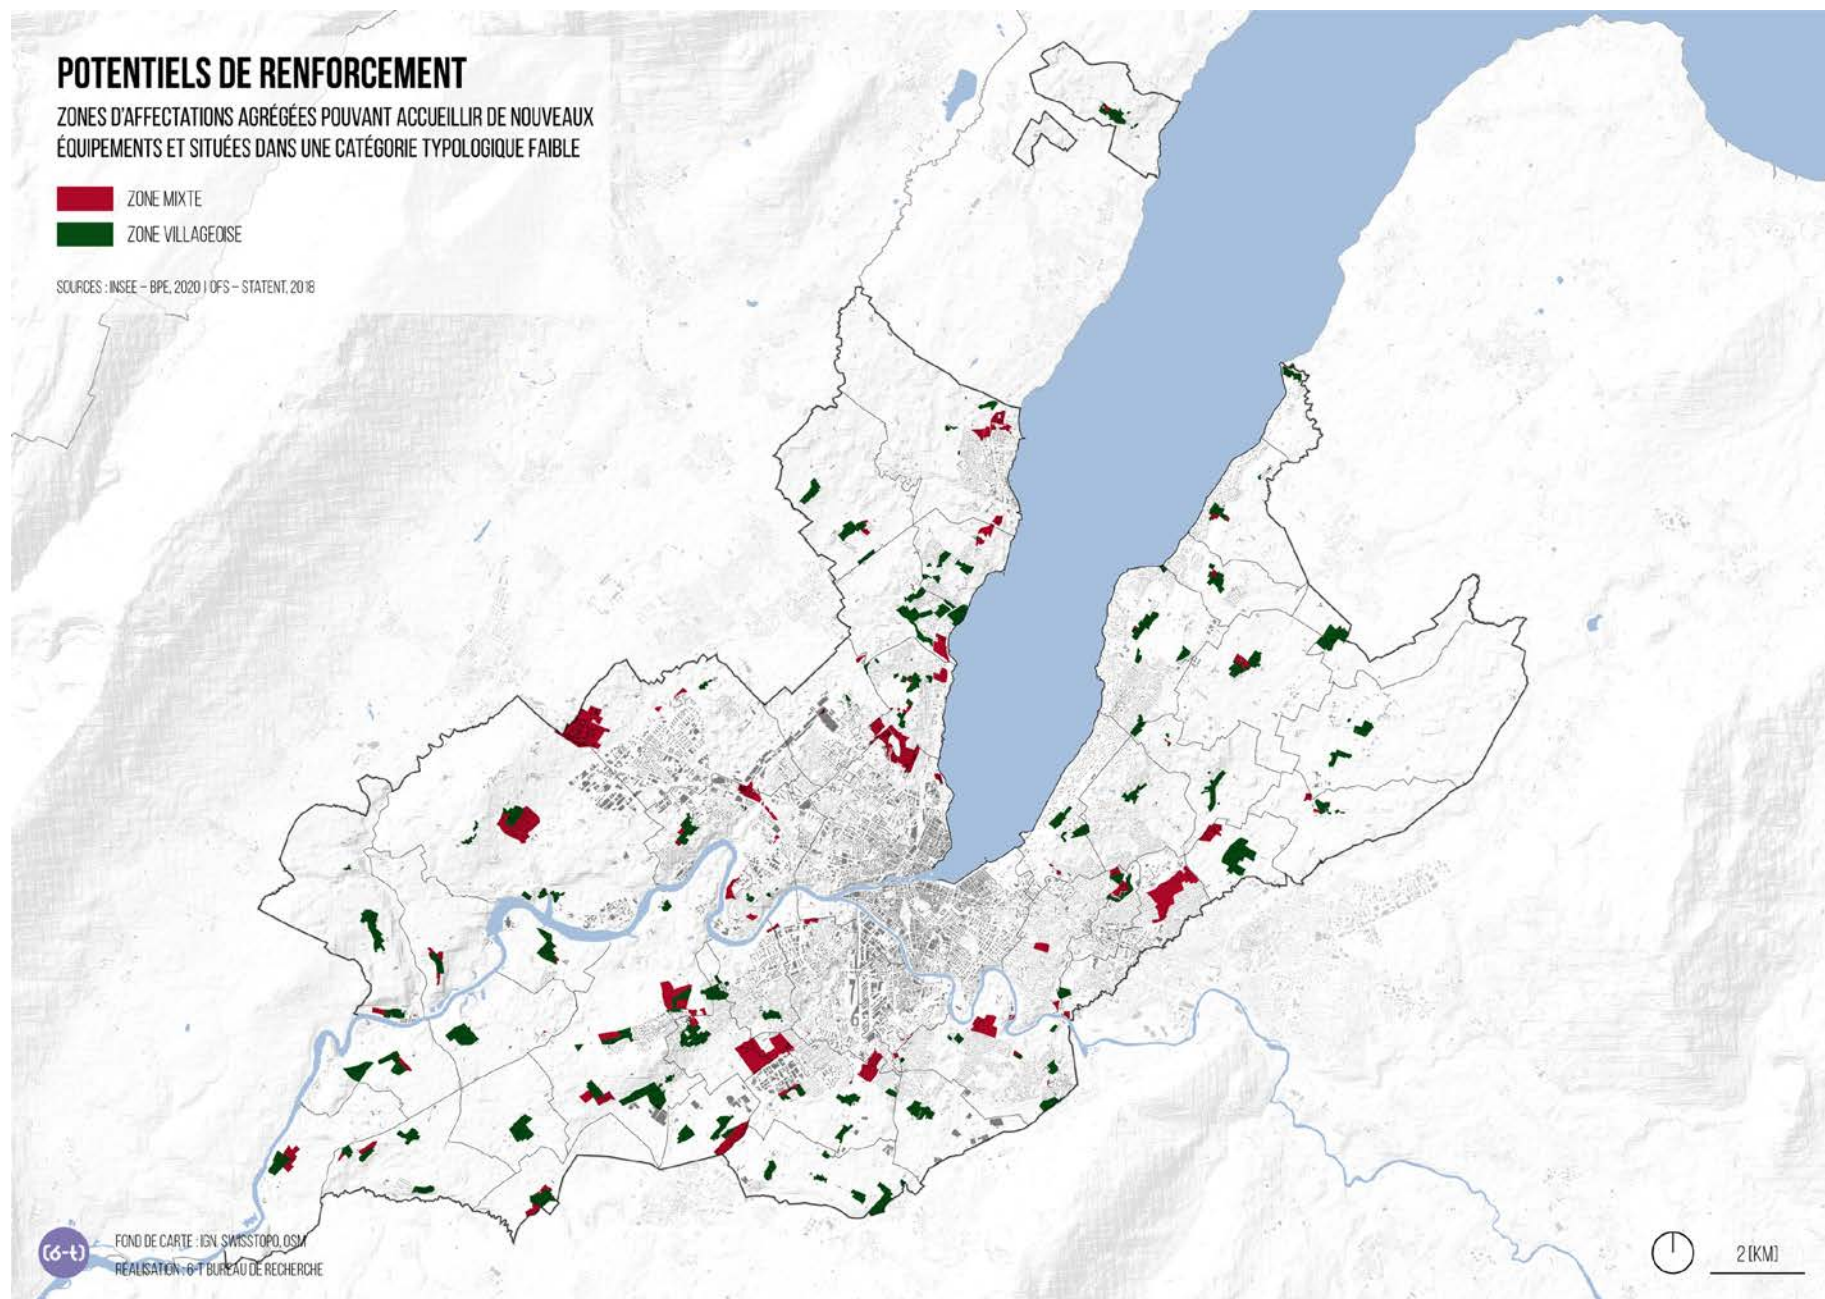 POTENTIELS DE RENFORCEMENT
ZONES D'AFFECTATIONS AGRÉGÉES POUVANT ACCUEILLIR DE NOUVEAUX
ÉQUIPEMENTS ET SITUÉES DANS UNE CATÉGORIE TYPOLOGIQUE FAIBLE
ZONE MIXTE
ZONE VILLAGEOISE
SOURCES : INSEE – BPE, 2020 | OFS – STATENT, 2018
(6-t)
FOND DE CARTE : IGN, SWISSTOPO, OSM
RÉALISATION : 6-T BUREAU DE RECHERCHE
2 [KM]